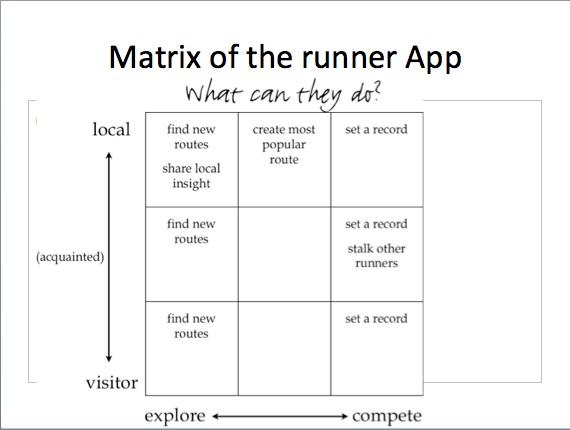 Matrix of the runner App
What can they do?
local
find new
routes
share local
insight
create most
popular
route
set a record
(acquainted)
find new
routes
set a record
stalk other
runners
find new
routes
set a record
visitor
explore
compete